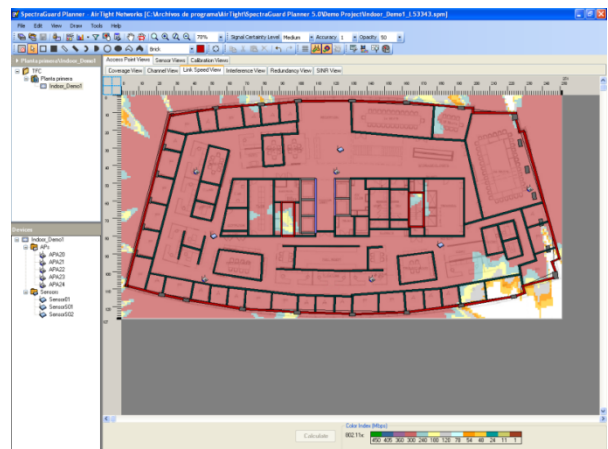 SpectraGuard Planner - AirTight Networks [C:\Archivos de programa\AirTight\SpectraGuard Planner 5.0\Demo Project\Indoor_Demo1_L53343.spm]
File Edit View Draw Tools Help
70% Signal Certainty Level Medium Accuracy 1 Opacity 50
Brick
Planta primera\Indoor_Demo1
Access Point Views Sensor Views Calibration Views
Coverage View Channel View Link Speed View Interference View Redundancy View SINR View
TFC
Planta primera
Indoor_Demo1
Devices
Indoor_Demo1
APs
APA20
APA21
APA22
APA23
APA24
Sensors
Sensor01
SensorS01
SensorS02
Calculate
Color Index (Mbps)
802.11x
450 405 360 300 240 180 120 78 54 48 24 11 1